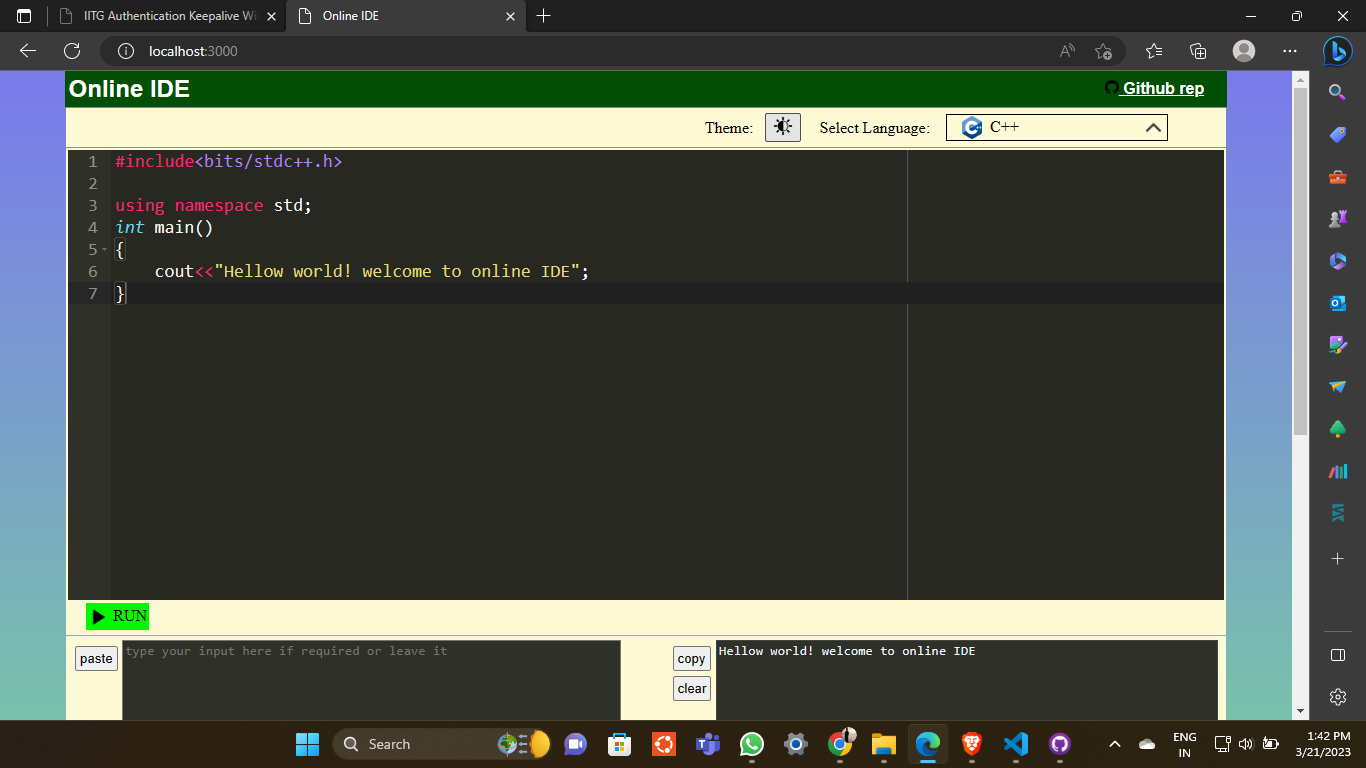 IITG Authentication Keepalive Wi
Online IDE
localhost:3000
Online IDE
Github rep
Theme:
Select Language:
C++
1 #include<bits/stdc++.h>
2
3 using namespace std;
4 int main()
5 {
6     cout<<"Hellow world! welcome to online IDE";
7 }
RUN
paste
type your input here if required or leave it
copy
clear
Hellow world! welcome to online IDE
Search
ENG
IN
1:42 PM
3/21/2023